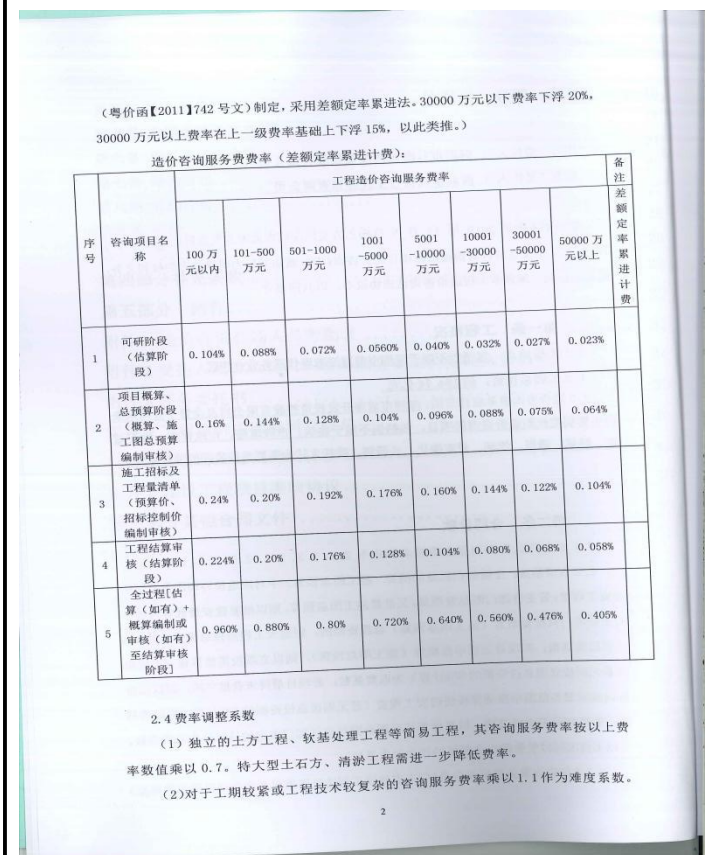 （粤价函【2011】742 号文）制定，采用差额定率累进法。30000 万元以下费率下浮 20%，
30000 万元以上费率在上一级费率基础上下浮 15%，以此类推。）
造价咨询服务费费率（差额定率累进计费）：
序号
咨询项目名称
工程造价咨询服务费率
备注
100 万元以内
101-500 万元
501-1000 万元
1001-5000 万元
5001-10000 万元
10001-30000 万元
30001-50000 万元
50000 万元以上
差额定率累进计费
1 可研阶段（估算阶段） 0.104% 0.088% 0.072% 0.0560% 0.040% 0.032% 0.027% 0.023%
2 项目概算、总预算阶段（概算、施工图总预算编制审核） 0.16% 0.144% 0.128% 0.104% 0.096% 0.088% 0.075% 0.064%
3 施工招标及工程量清单（预算价、招标控制价编制审核） 0.24% 0.20% 0.192% 0.176% 0.160% 0.144% 0.122% 0.104%
4 工程结算审核（结算阶段） 0.224% 0.20% 0.176% 0.128% 0.104% 0.080% 0.068% 0.058%
5 全过程[估算（如有）+概算编制或审核（如有）至结算审核阶段] 0.960% 0.880% 0.80% 0.720% 0.640% 0.560% 0.476% 0.405%
2.4 费率调整系数
（1）独立的土方工程、软基处理工程等简易工程，其咨询服务费率按以上费
率数值乘以 0.7。特大型土石方、清淤工程需进一步降低费率。
（2)对于工期较紧或工程技术较复杂的咨询服务费率乘以 1.1 作为难度系数。
2